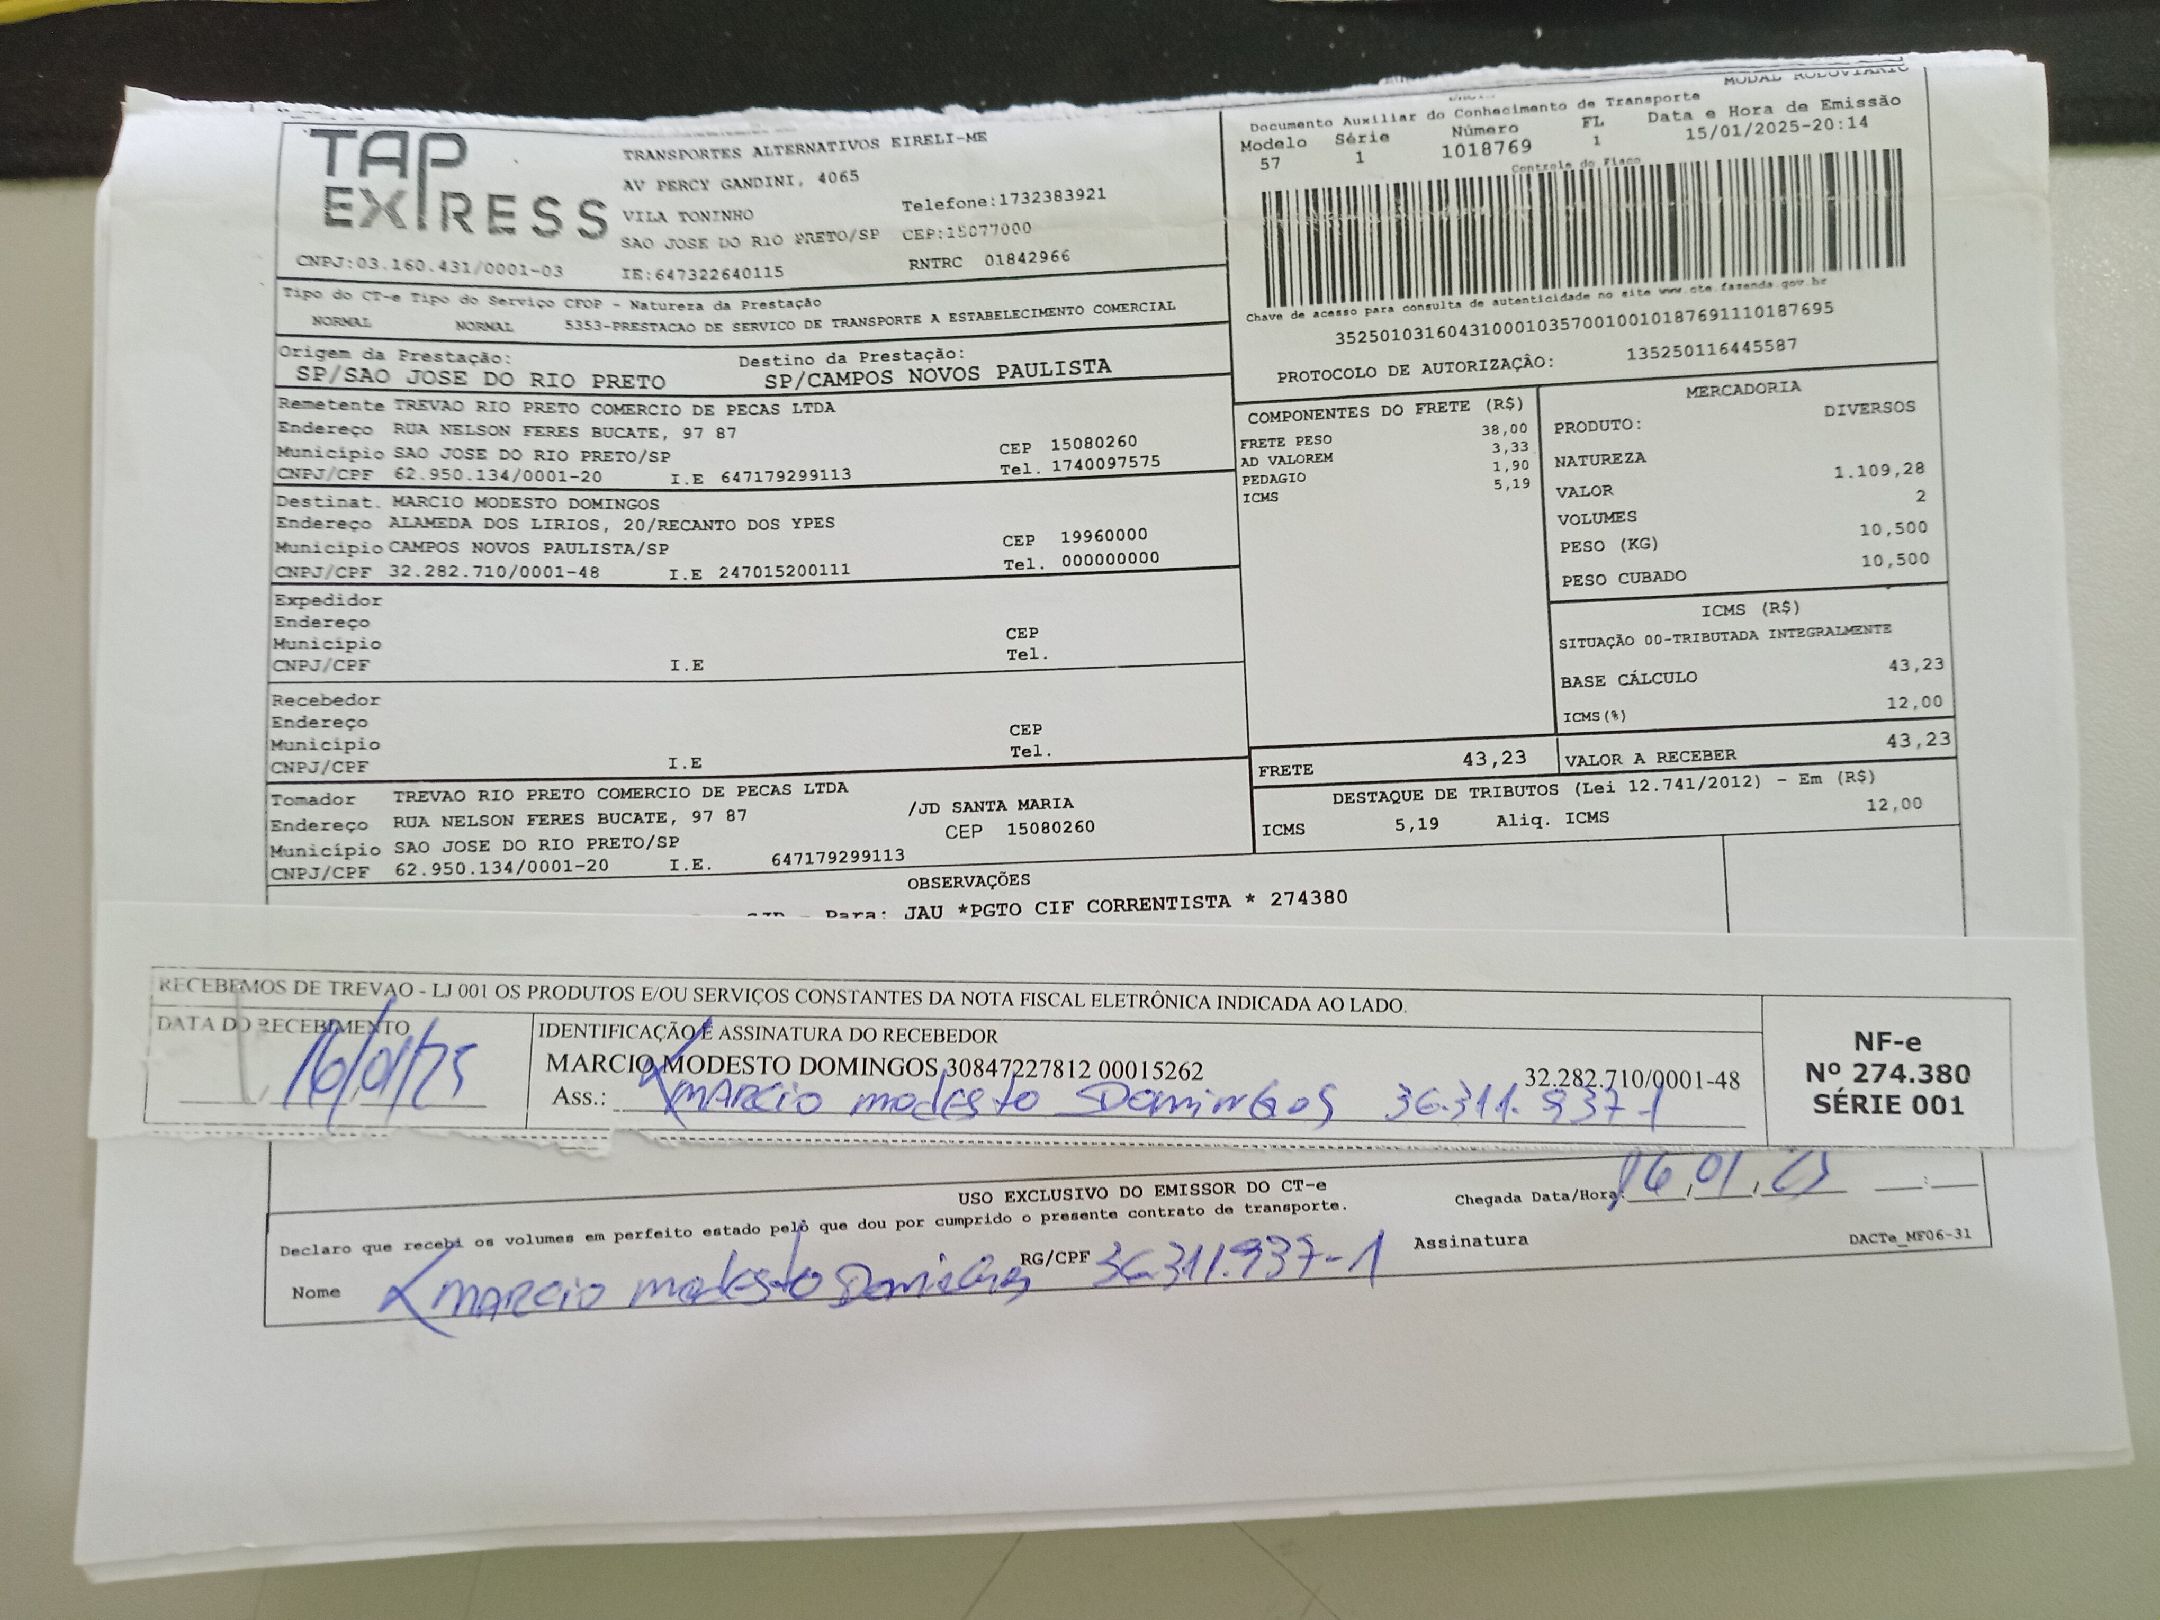 TAP EXPRESS
TRANSPORTES ALTERNATIVOS EIRELI-ME
AV PERCY GANDINI, 4065
VILA TONINHO Telefone:1732383921
SAO JOSE DO RIO PRETO/SP CEP:15077000
CNPJ:03.160.431/0001-03 IE:647322640115 RNTRC 01842966
MODAL RODOVIARIO
Documento Auxiliar do Conhecimento de Transporte
Modelo Série Número FL Data e Hora de Emissão
57 1 1018769 1 15/01/2025-20:14
Controle do Fisco
Chave de acesso para consulta de autenticidade no site www.cte.fazenda.gov.br
35250103160431000103570010010187691110187695
PROTOCOLO DE AUTORIZAÇÂO: 135250116445587
Tipo do CT-e Tipo do Serviço CFOP - Natureza da Prestação
NORMAL NORMAL 5353-PRESTACAO DE SERVICO DE TRANSPORTE A ESTABELECIMENTO COMERCIAL
Origem da Prestação: Destino da Prestação:
SP/SAO JOSE DO RIO PRETO SP/CAMPOS NOVOS PAULISTA
Remetente TREVAO RIO PRETO COMERCIO DE PECAS LTDA
Endereço RUA NELSON FERES BUCATE, 97 87
Município SAO JOSE DO RIO PRETO/SP CEP 15080260
CNPJ/CPF 62.950.134/0001-20 I.E 647179299113 Tel. 1740097575
Destinat. MARCIO MODESTO DOMINGOS
Endereço ALAMEDA DOS LIRIOS, 20/RECANTO DOS YPES
Município CAMPOS NOVOS PAULISTA/SP CEP 19960000
CNPJ/CPF 32.282.710/0001-48 I.E 247015200111 Tel. 000000000
Expedidor
Endereço
Município CEP
CNPJ/CPF I.E Tel.
Recebedor
Endereço
Município CEP
CNPJ/CPF I.E Tel.
Tomador TREVAO RIO PRETO COMERCIO DE PECAS LTDA
Endereço RUA NELSON FERES BUCATE, 97 87 /JD SANTA MARIA
Município SAO JOSE DO RIO PRETO/SP CEP 15080260
CNPJ/CPF 62.950.134/0001-20 I.E. 647179299113
COMPONENTES DO FRETE (R$)
FRETE PESO 38,00
AD VALOREM 3,33
PEDAGIO 1,90
ICMS 5,19
MERCADORIA
PRODUTO: DIVERSOS
NATUREZA
VALOR 1.109,28
VOLUMES 2
PESO (KG) 10,500
PESO CUBADO 10,500
ICMS (R$)
SITUAÇÃO 00-TRIBUTADA INTEGRALMENTE
BASE CÁLCULO 43,23
ICMS(%) 12,00
FRETE 43,23 VALOR A RECEBER 43,23
DESTAQUE DE TRIBUTOS (Lei 12.741/2012) - Em (R$)
ICMS 5,19 Aliq. ICMS 12,00
OBSERVAÇÕES
Para: JAU *PGTO CIF CORRENTISTA * 274380
RECEBEMOS DE TREVAO - LJ 001 OS PRODUTOS E/OU SERVIÇOS CONSTANTES DA NOTA FISCAL ELETRÔNICA INDICADA AO LADO.
DATA DO RECEBIMENTO IDENTIFICAÇÃO E ASSINATURA DO RECEBEDOR
MARCIO MODESTO DOMINGOS 30847227812 00015262 32.282.710/0001-48
16/01/25 Ass.: MARCIO modesto DomiNGOS 36.311.937-1
NF-e
Nº 274.380
SÉRIE 001
USO EXCLUSIVO DO EMISSOR DO CT-e
Chegada Data/Hora: 16,01,25 :
Declaro que recebi os volumes em perfeito estado pelo que dou por cumprido o presente contrato de transporte.
Nome MARCIO modesto Domingos RG/CPF 36.311.937-1 Assinatura
DACTe_MF06-31